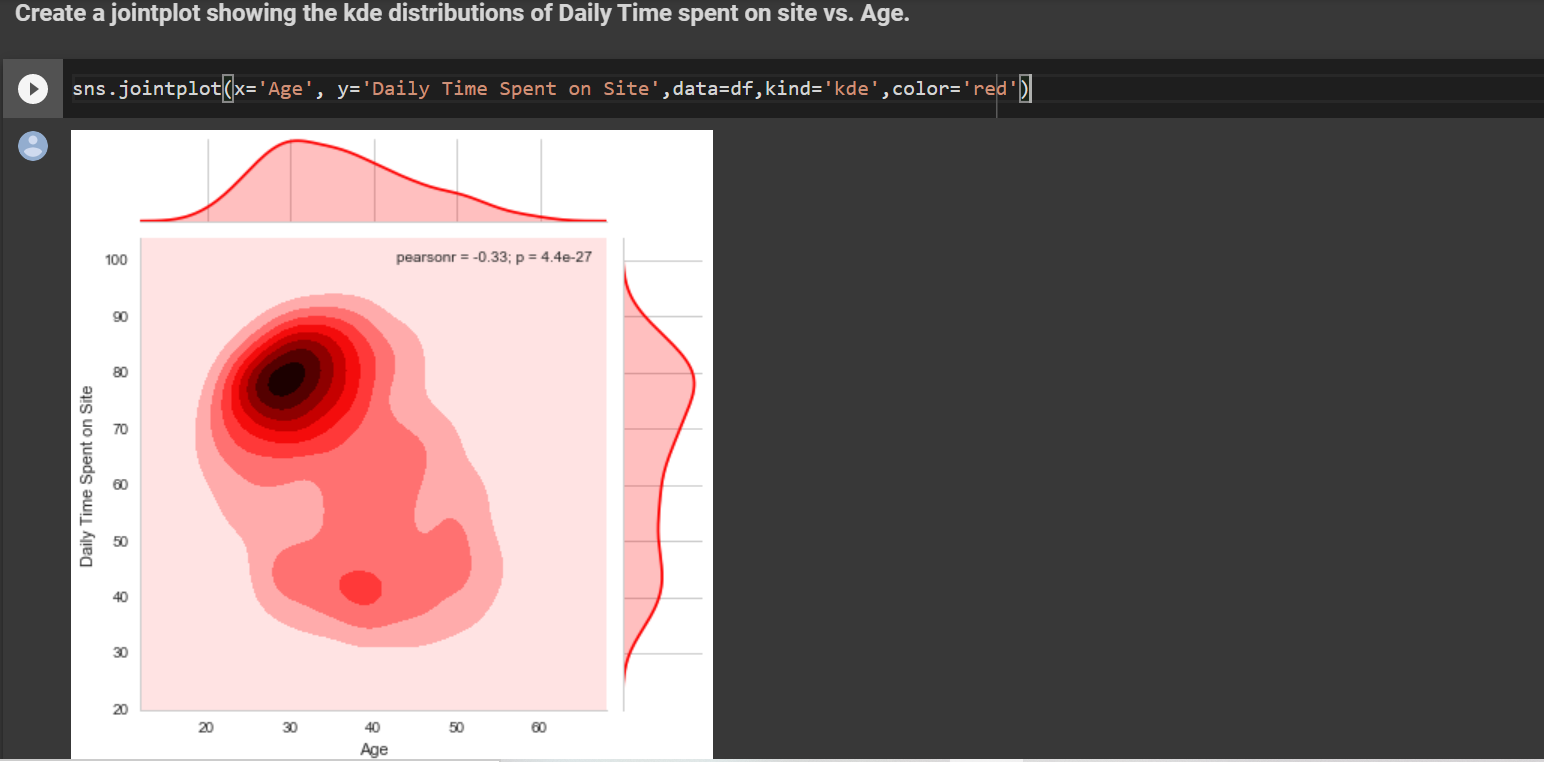 Create a jointplot showing the kde distributions of Daily Time spent on site vs. Age.
sns.jointplot(x='Age', y='Daily Time Spent on Site',data=df,kind='kde',color='red')
pearsonr = -0.33; p = 4.4e-27
100
90
80
70
60
50
40
30
20
Daily Time Spent on Site
20 30 40 50 60
Age